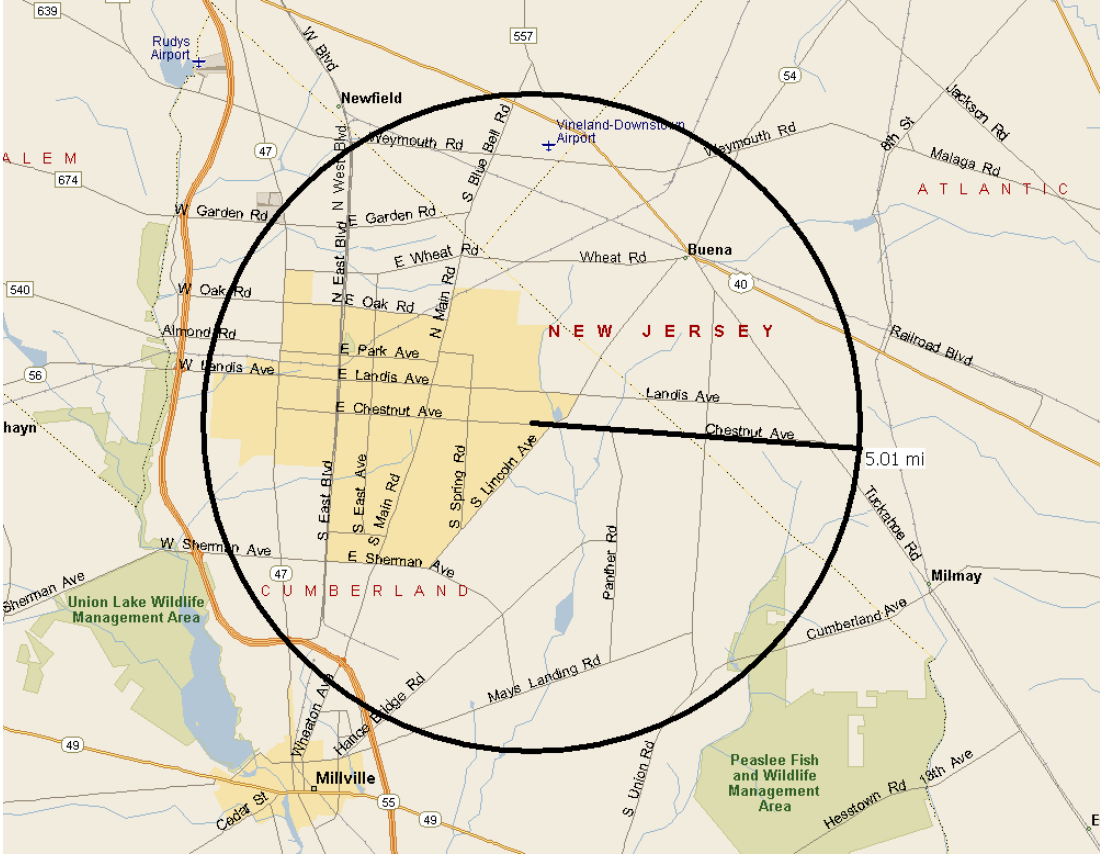 639
W Blvd
557
Rudys
Airport
54
Newfield
Jackson Rd
Vineland-Downstown
Airport
8th St
47
Weymouth Rd
S Blue Bell Rd
Weymouth Rd
Malaga Rd
ALEM
674
N West Blvd
ATLANTIC
W Garden Rd
E Garden Rd
E Wheat Rd
Wheat Rd
Buena
N East Blvd
40
540
W Oak Rd
E Oak Rd
N Main Rd
NEW JERSEY
Almond Rd
Railroad Blvd
E Park Ave
W Landis Ave
56
E Landis Ave
Landis Ave
E Chestnut Ave
hayn
Chestnut Ave
5.01 mi
S East Blvd
S East Ave
S Main Rd
S Spring Rd
S Lincoln Ave
Tuckahoe Rd
W Sherman Ave
E Sherman Ave
Panther Rd
47
Sherman Ave
CUMBERLAND
Milmay
Union Lake Wildlife
Management Area
Cumberland Ave
Mays Landing Rd
Wheaton Ave
Hance Bridge Rd
49
Millville
S Union Rd
Peaslee Fish
and Wildlife
Management
Area
18th Ave
Hesstown Rd
55
49
Cedar St
E